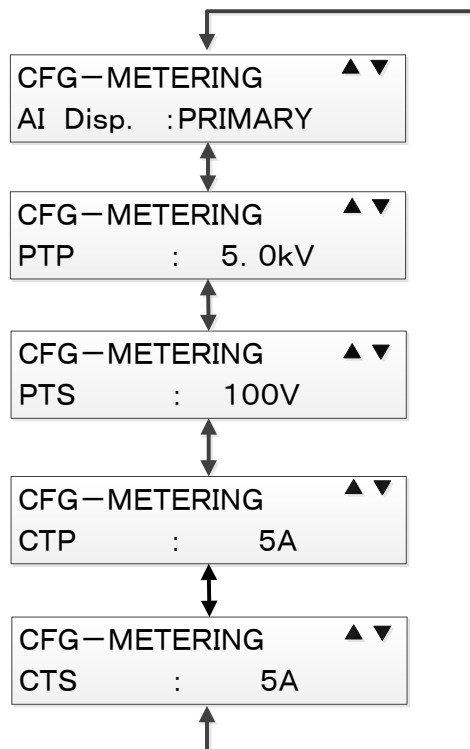 CFG−METERING ▲ ▼
AI Disp. :PRIMARY
CFG−METERING ▲ ▼
PTP : 5. 0kV
CFG−METERING ▲ ▼
PTS : 100V
CFG−METERING ▲ ▼
CTP : 5A
CFG−METERING ▲ ▼
CTS : 5A